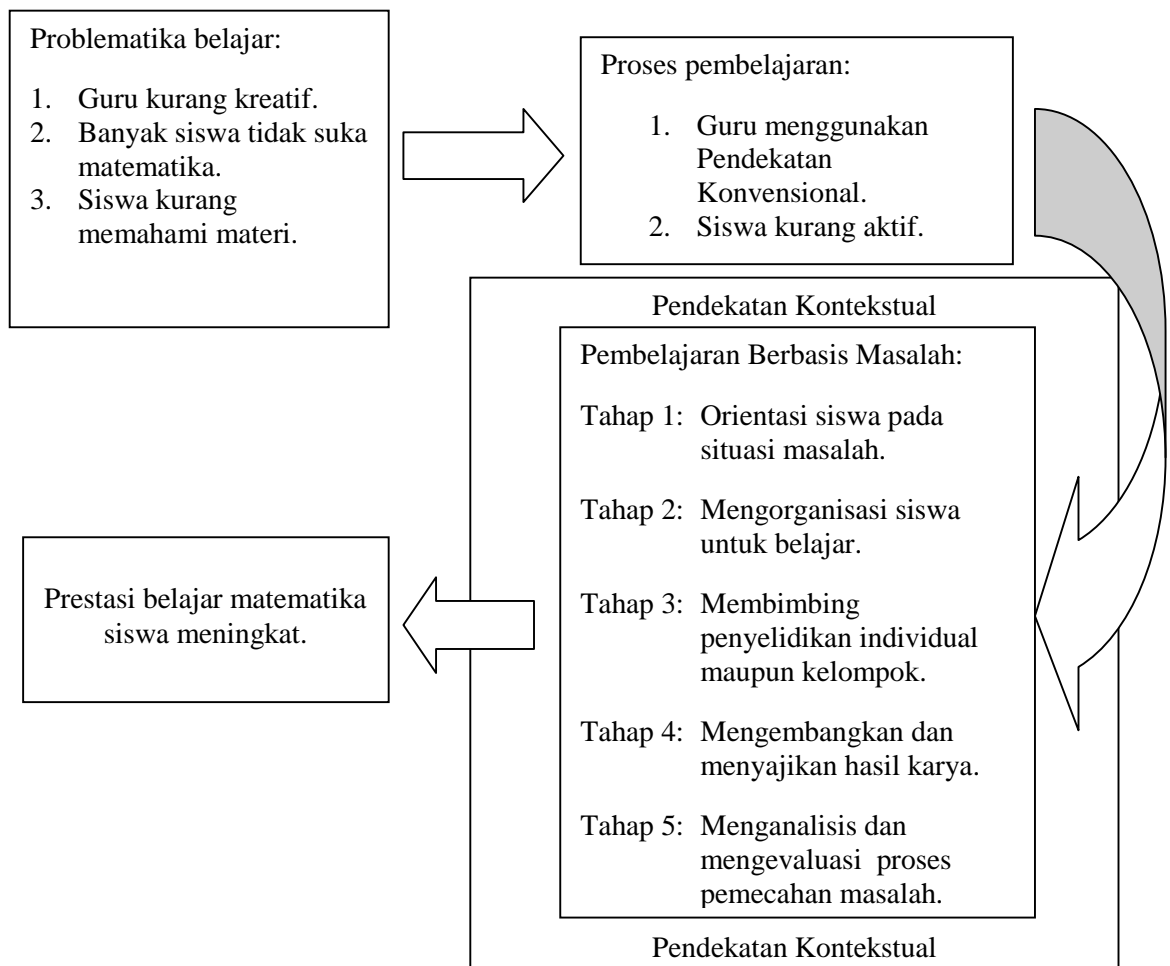 Problematika belajar:
1. Guru kurang kreatif.
2. Banyak siswa tidak suka
matematika.
3. Siswa kurang
memahami materi.
Proses pembelajaran:
1. Guru menggunakan
Pendekatan
Konvensional.
2. Siswa kurang aktif.
Pendekatan Kontekstual
Pembelajaran Berbasis Masalah:
Tahap 1: Orientasi siswa pada
situasi masalah.
Tahap 2: Mengorganisasi siswa
untuk belajar.
Tahap 3: Membimbing
penyelidikan individual
maupun kelompok.
Tahap 4: Mengembangkan dan
menyajikan hasil karya.
Tahap 5: Menganalisis dan
mengevaluasi proses
pemecahan masalah.
Pendekatan Kontekstual
Prestasi belajar matematika
siswa meningkat.